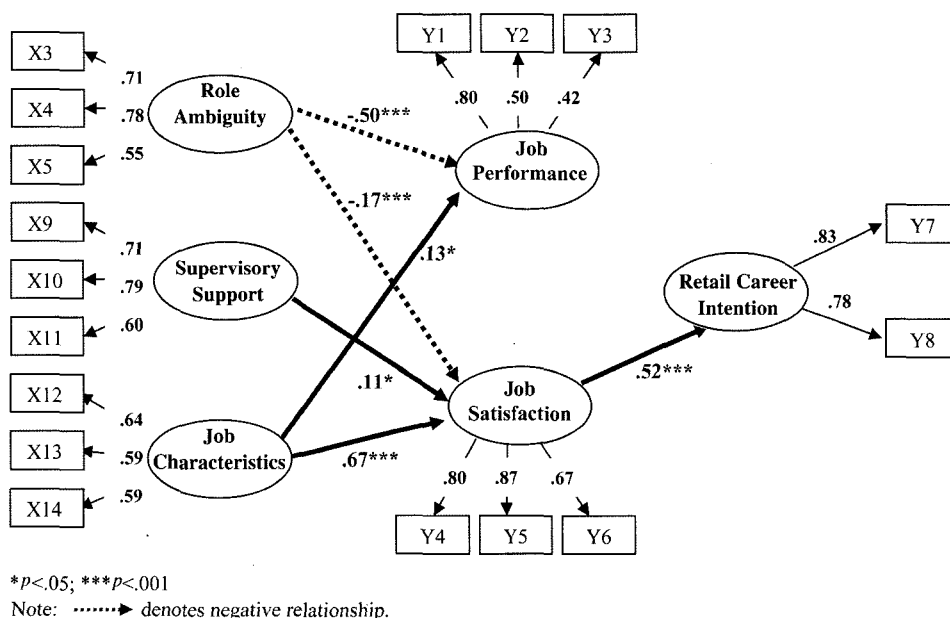 Y1
Y2
Y3
X3
.71
.80
.50
.42
X4
.78
Role
Ambiguity
-.50***
X5
.55
Job
Performance
-.17***
X9
.71
.13*
.83
Y7
X10
.79
Supervisory
Support
Retail Career
Intention
X11
.60
.78
Y8
.11*
.52***
X12
.64
Job
Satisfaction
X13
.59
Job
Characteristics
.67***
X14
.59
.80
.87
.67
Y4
Y5
Y6
*p<.05; ***p<.001
Note: denotes negative relationship.